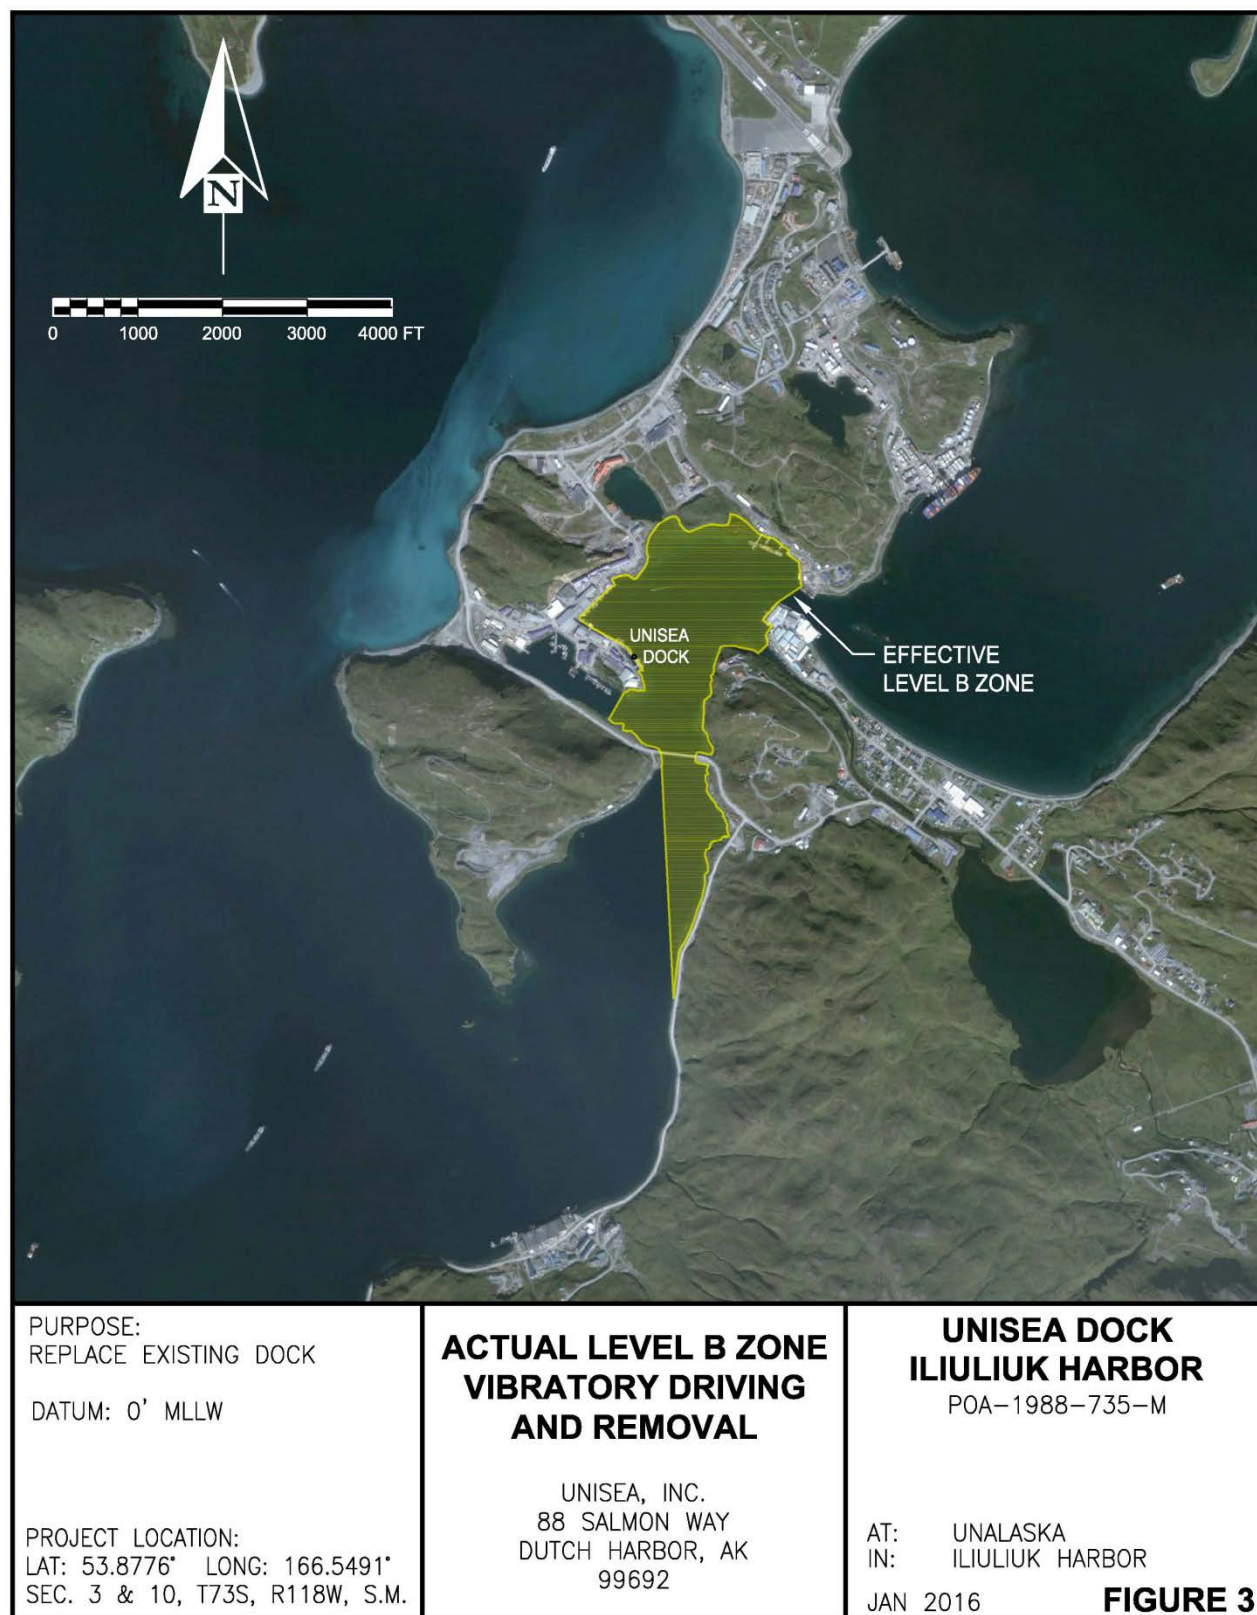 N
0 1000 2000 3000 4000 FT
UNISEA
DOCK
EFFECTIVE
LEVEL B ZONE
PURPOSE:
REPLACE EXISTING DOCK
DATUM: 0' MLLW
PROJECT LOCATION:
LAT: 53.8776° LONG: 166.5491°
SEC. 3 & 10, T73S, R118W, S.M.
ACTUAL LEVEL B ZONE
VIBRATORY DRIVING
AND REMOVAL
UNISEA, INC.
88 SALMON WAY
DUTCH HARBOR, AK
99692
UNISEA DOCK
ILIULIUK HARBOR
POA-1988-735-M
AT: UNALASKA
IN: ILIULIUK HARBOR
JAN 2016 FIGURE 3